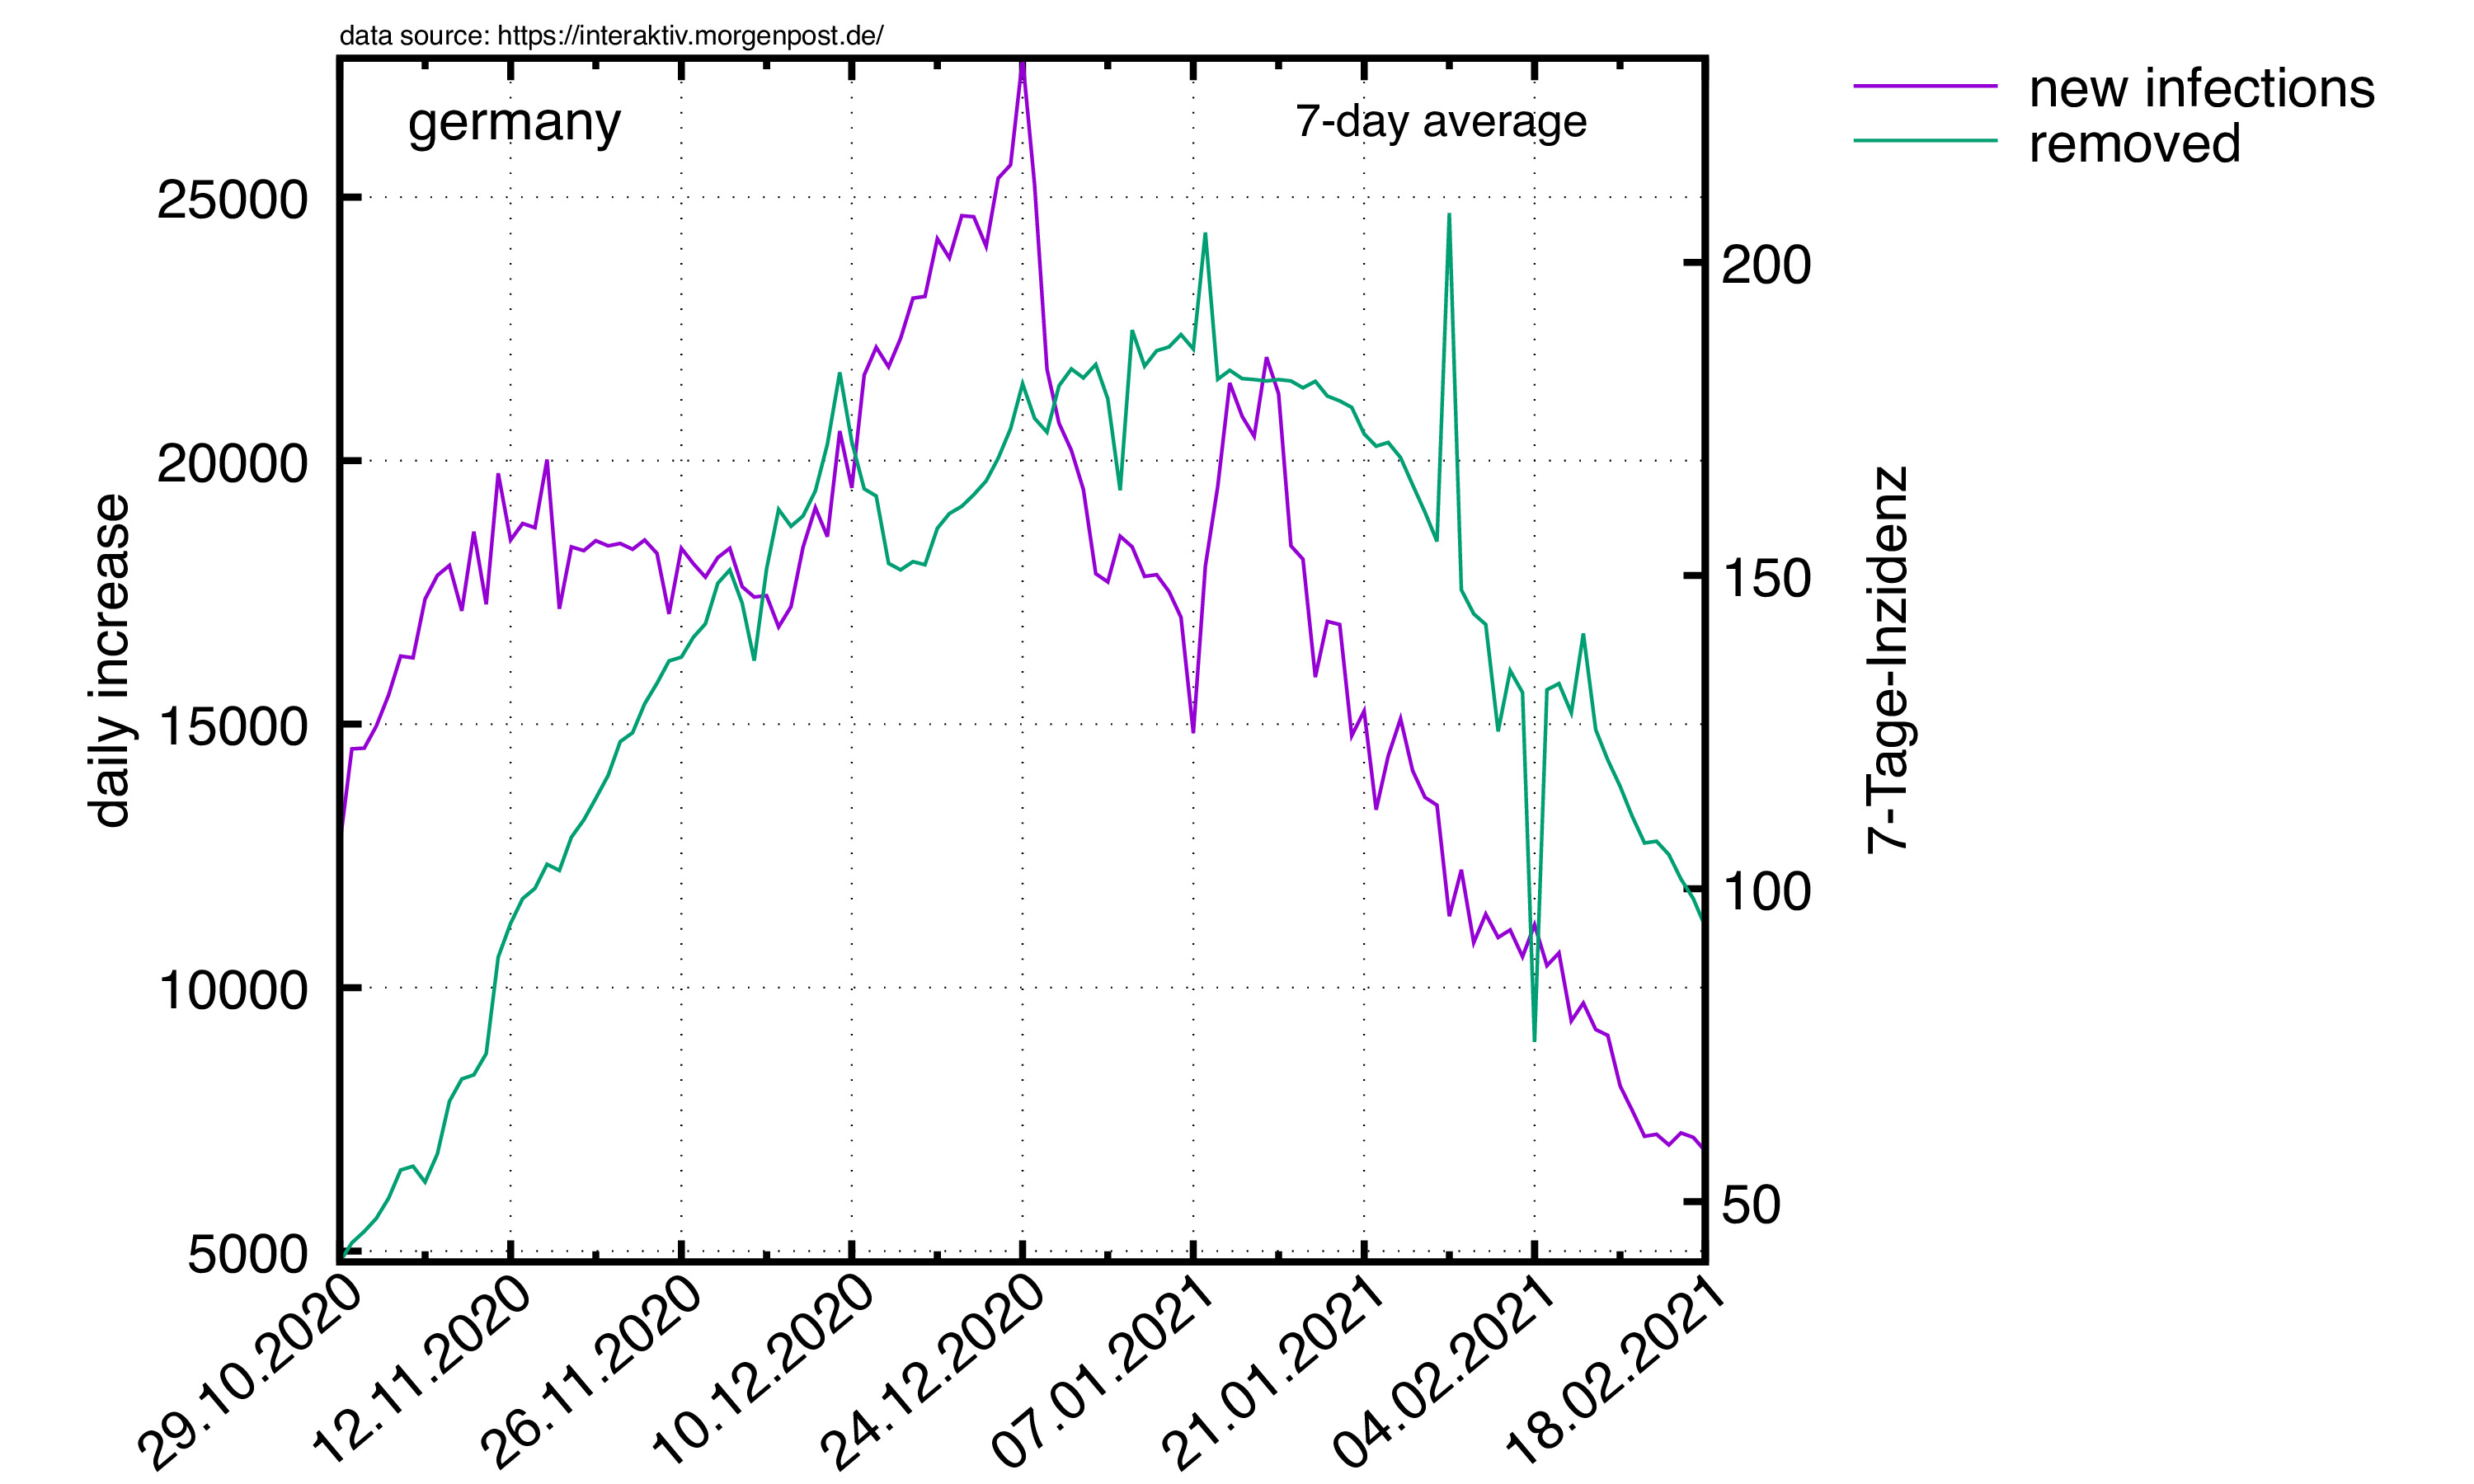 data source: https://interaktiv.morgenpost.de/
germany
7-day average
new infections
removed
25000
20000
15000
10000
5000
daily increase
200
150
100
50
7-Tage-Inzidenz
29.10.2020
12.11.2020
26.11.2020
10.12.2020
24.12.2020
07.01.2021
21.01.2021
04.02.2021
18.02.2021